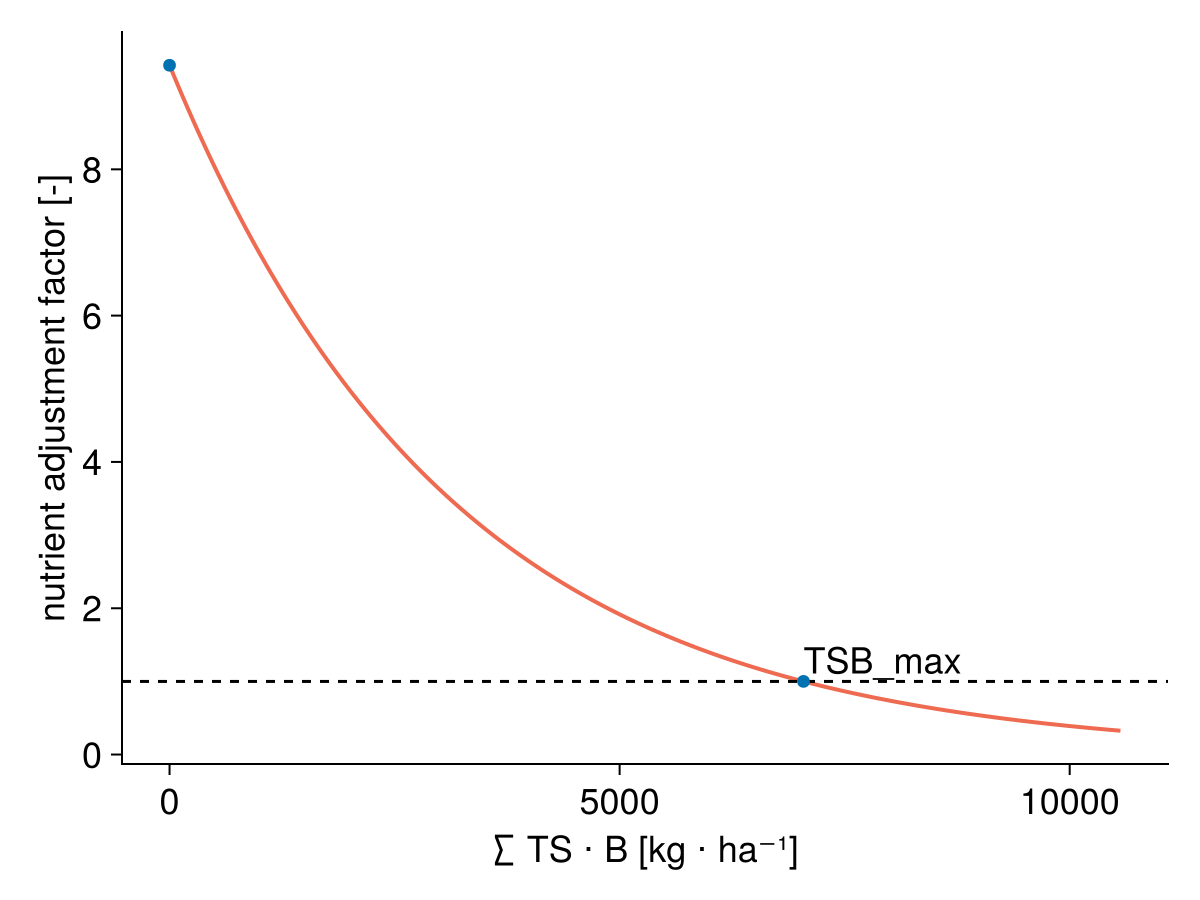 nutrient adjustment factor [-]
8
6
4
2
0
TSB_max
0
5000
10000
∑ TS · B [kg · ha⁻¹]